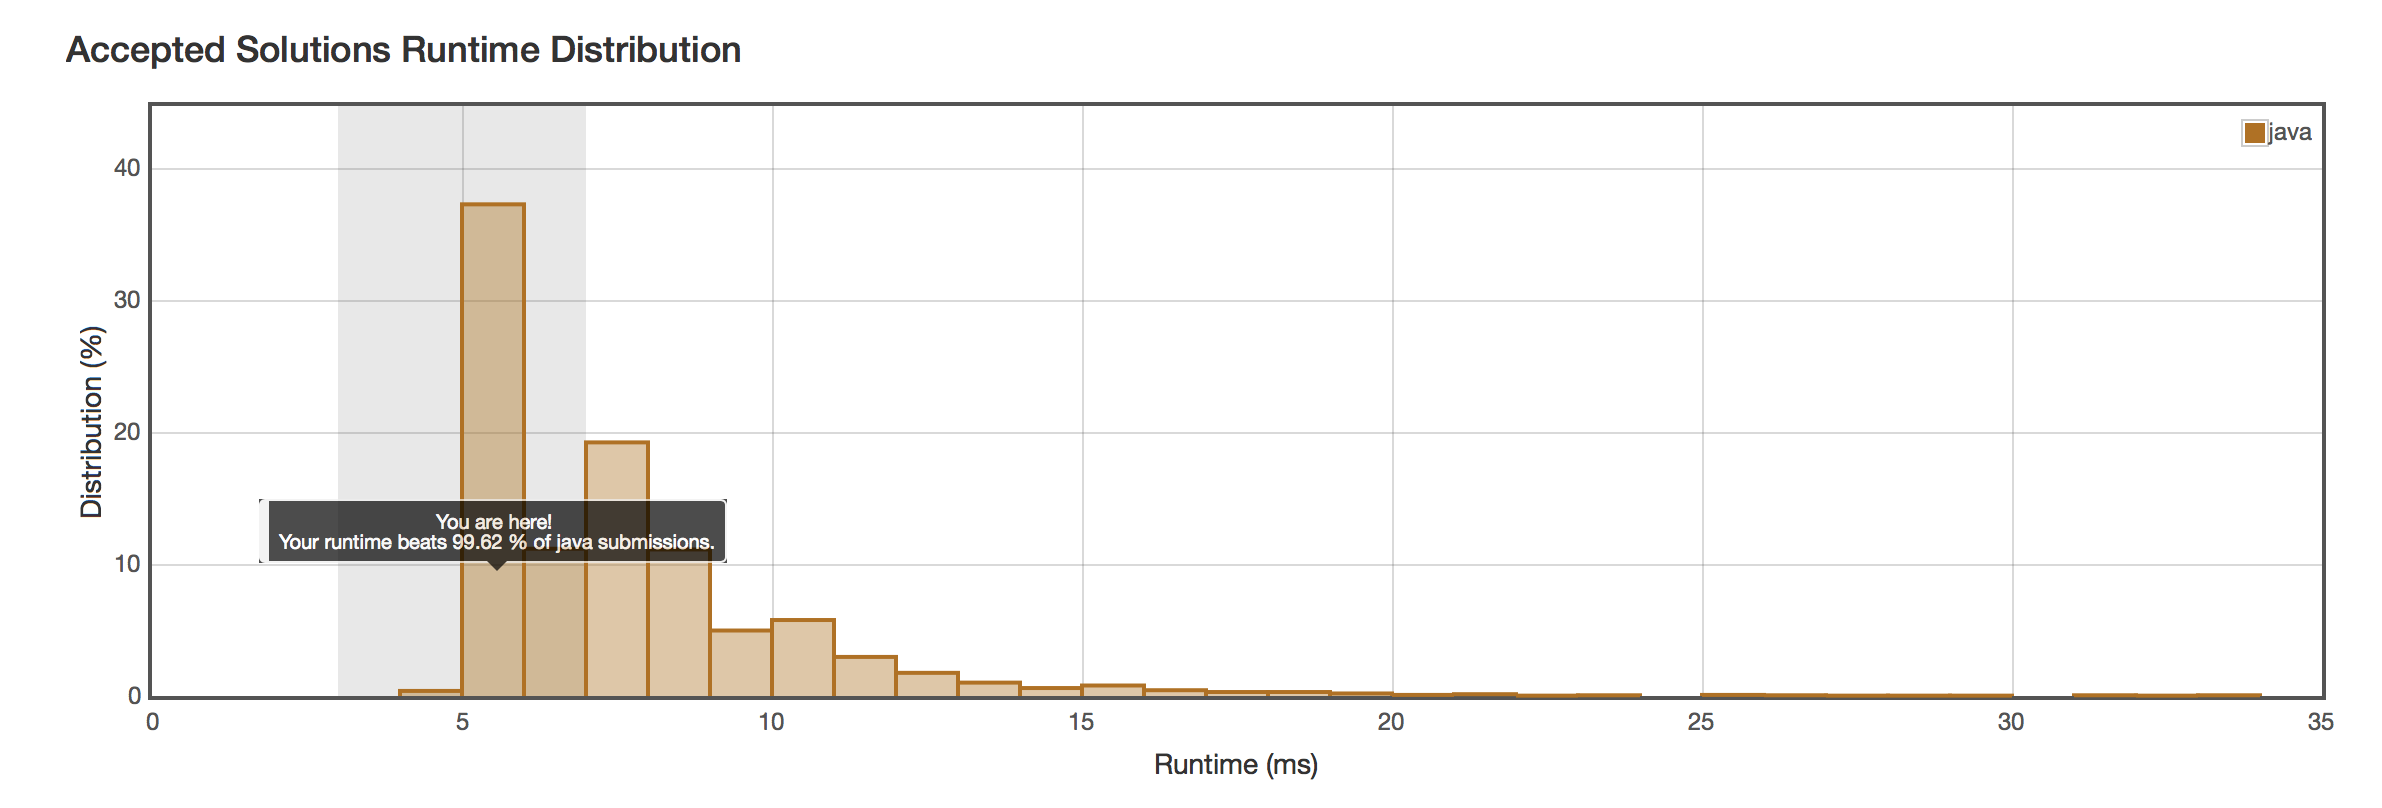 Accepted Solutions Runtime Distribution
java
40
30
20
10
0
Distribution (%)
You are here!
Your runtime beats 99.62 % of java submissions.
0 5 10 15 20 25 30 35
Runtime (ms)